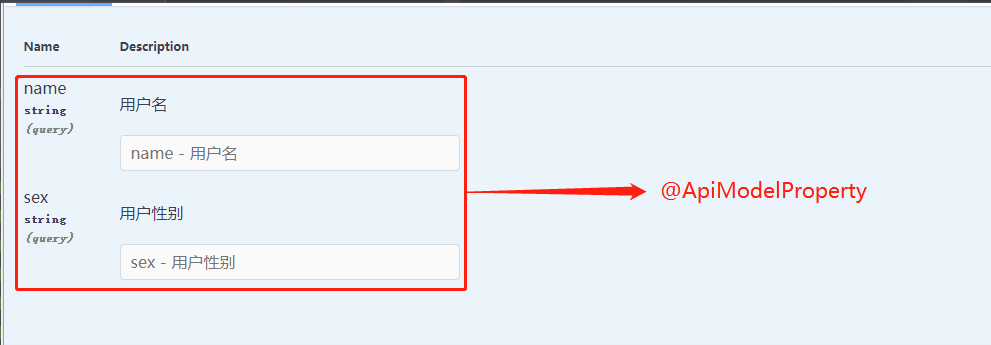 Name Description
name
string
(query)
用户名
name - 用户名
sex
string
(query)
用户性别
sex - 用户性别
@ApiModelProperty